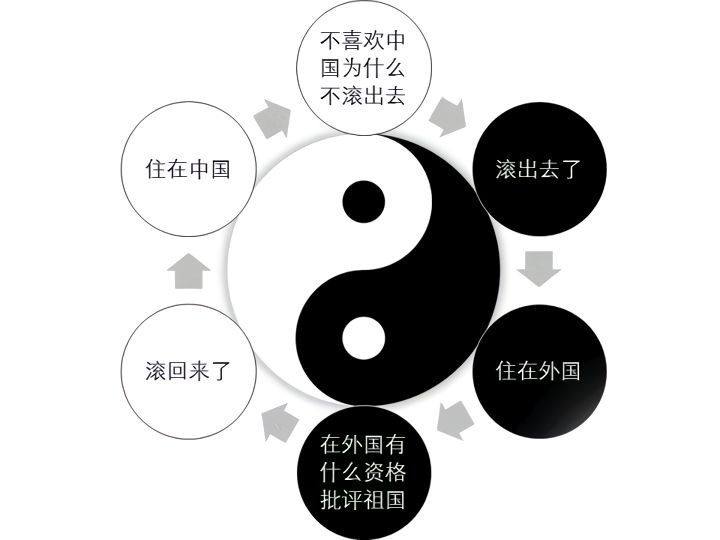 不喜欢中
国为什么
不滚出去
滚出去了
住在外国
在外国有
什么资格
批评祖国
滚回来了
住在中国